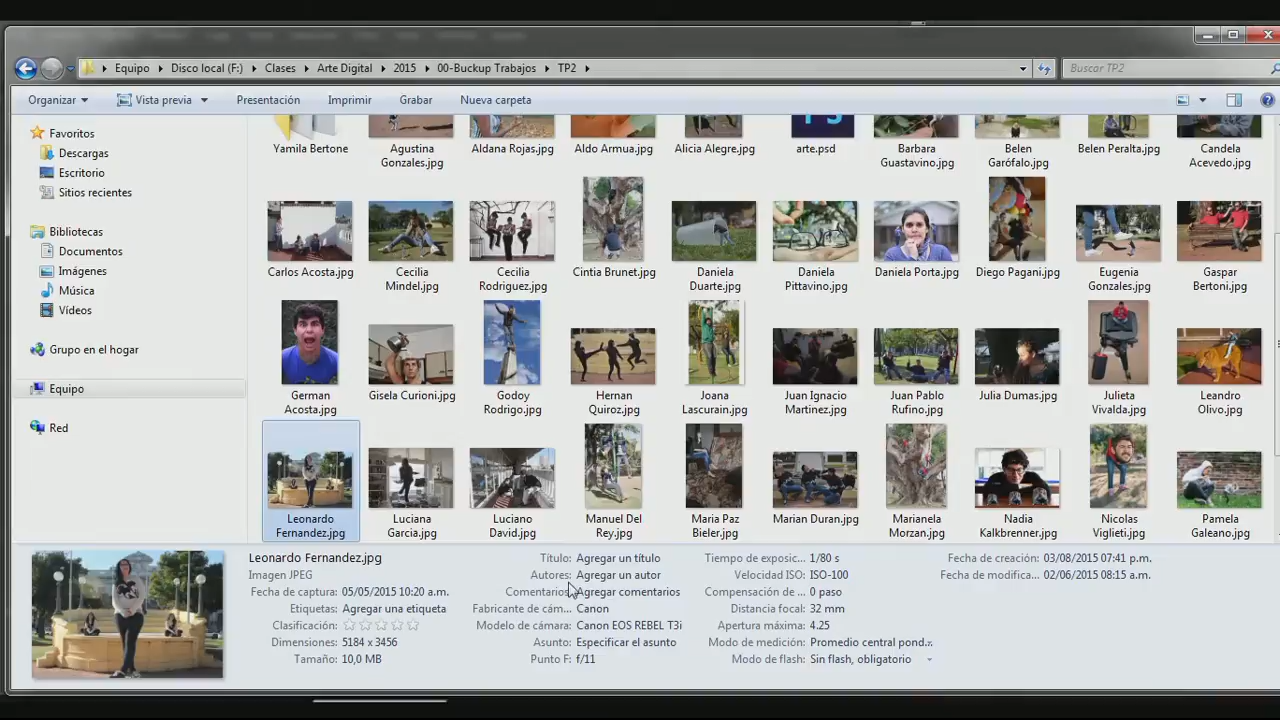 Equipo ▸ Disco local (F:) ▸ Clases ▸ Arte Digital ▸ 2015 ▸ 00-Buckup Trabajos ▸ TP2 ▸
Buscar TP2
Organizar Vista previa Presentación Imprimir Grabar Nueva carpeta
Favoritos
Descargas
Escritorio
Sitios recientes
Bibliotecas
Documentos
Imágenes
Música
Vídeos
Grupo en el hogar
Equipo
Red
Yamila Bertone
Agustina Gonzales.jpg
Aldana Rojas.jpg
Aldo Armua.jpg
Alicia Alegre.jpg
arte.psd
Barbara Guastavino.jpg
Belen Garófalo.jpg
Belen Peralta.jpg
Candela Acevedo.jpg
Carlos Acosta.jpg
Cecilia Mindel.jpg
Cecilia Rodriguez.jpg
Cintia Brunet.jpg
Daniela Duarte.jpg
Daniela Pittavino.jpg
Daniela Porta.jpg
Diego Pagani.jpg
Eugenia Gonzales.jpg
Gaspar Bertoni.jpg
German Acosta.jpg
Gisela Curioni.jpg
Godoy Rodrigo.jpg
Hernan Quiroz.jpg
Joana Lascurain.jpg
Juan Ignacio Martinez.jpg
Juan Pablo Rufino.jpg
Julia Dumas.jpg
Julieta Vivalda.jpg
Leandro Olivo.jpg
Leonardo Fernandez.jpg
Luciana Garcia.jpg
Luciano David.jpg
Manuel Del Rey.jpg
Maria Paz Bieler.jpg
Marian Duran.jpg
Marianela Morzan.jpg
Nadia Kalkbrenner.jpg
Nicolas Viglieti.jpg
Pamela Galeano.jpg
Leonardo Fernandez.jpg
Imagen JPEG
Fecha de captura: 05/05/2015 10:20 a.m.
Etiquetas: Agregar una etiqueta
Clasificación:
Dimensiones: 5184 x 3456
Tamaño: 10,0 MB
Título: Agregar un título
Autores: Agregar un autor
Comentarios: Agregar comentarios
Fabricante de cám... Canon
Modelo de cámara: Canon EOS REBEL T3i
Asunto: Especificar el asunto
Punto F: f/11
Tiempo de exposic... 1/80 s
Velocidad ISO: ISO-100
Compensación de ... 0 paso
Distancia focal: 32 mm
Apertura máxima: 4.25
Modo de medición: Promedio central pond...
Modo de flash: Sin flash, obligatorio
Fecha de creación: 03/08/2015 07:41 p.m.
Fecha de modifica... 02/06/2015 08:15 a.m.